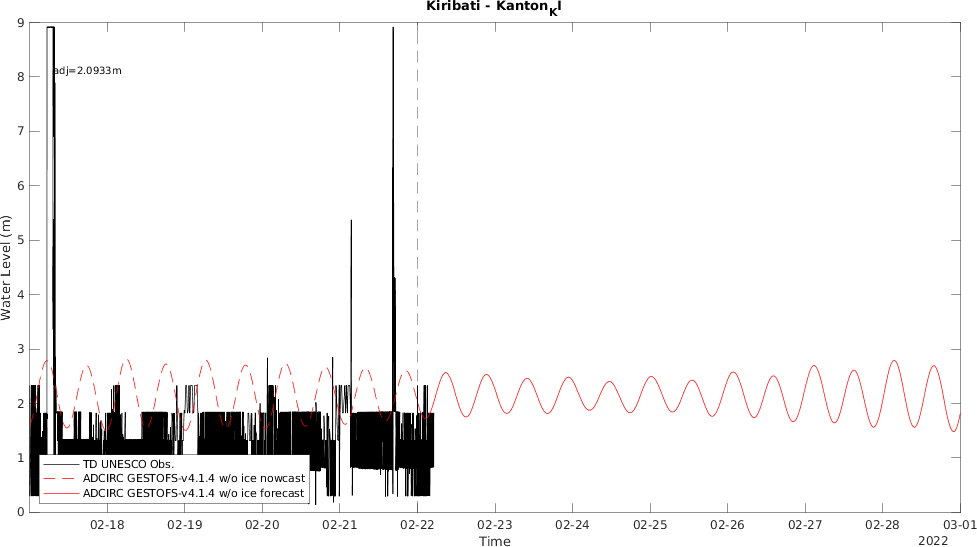 Kiribati - Kanton_KI
9
8
7
6
5
4
3
2
1
0
Water Level (m)
adj=2.0933m
TD UNESCO Obs.
ADCIRC GESTOFS-v4.1.4 w/o ice nowcast
ADCIRC GESTOFS-v4.1.4 w/o ice forecast
02-18 02-19 02-20 02-21 02-22 02-23 02-24 02-25 02-26 02-27 02-28 03-01
Time
2022